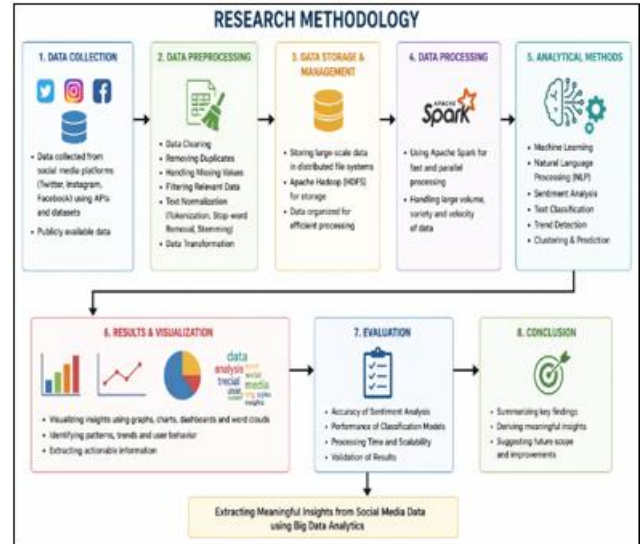 RESEARCH METHODOLOGY
1. DATA COLLECTION
• Data collected from
social media platforms
(Twitter, Instagram,
Facebook) using APIs
and datasets
• Publicly available data
2. DATA PREPROCESSING
• Data Cleaning
• Removing Duplicates
• Handling Missing Values
• Filtering Relevant Data
• Text Normalization
(Tokenization, Stop-word
Removal, Stemming)
• Data Transformation
3. DATA STORAGE &
MANAGEMENT
• Storing large-scale data
in distributed file systems
• Apache Hadoop (HDFS)
for storage
• Data organized for
efficient processing
4. DATA PROCESSING
APACHE
Spark
• Using Apache Spark for
fast and parallel
processing
• Handling large volume,
variety and velocity
of data
5. ANALYTICAL METHODS
• Machine Learning
• Natural Language
Processing (NLP)
• Sentiment Analysis
• Text Classification
• Trend Detection
• Clustering & Prediction
6. RESULTS & VISUALIZATION
data
analysis
trecial
media
• Visualizing insights using graphs, charts, dashboards and word clouds
• Identifying patterns, trends and user behavior
• Extracting actionable information
7. EVALUATION
• Accuracy of Sentiment Analysis
• Performance of Classification Models
• Processing Time and Scalability
• Validation of Results
8. CONCLUSION
• Summarizing key findings
• Deriving meaningful insights
• Suggesting future scope
and improvements
Extracting Meaningful Insights from Social Media Data
using Big Data Analytics